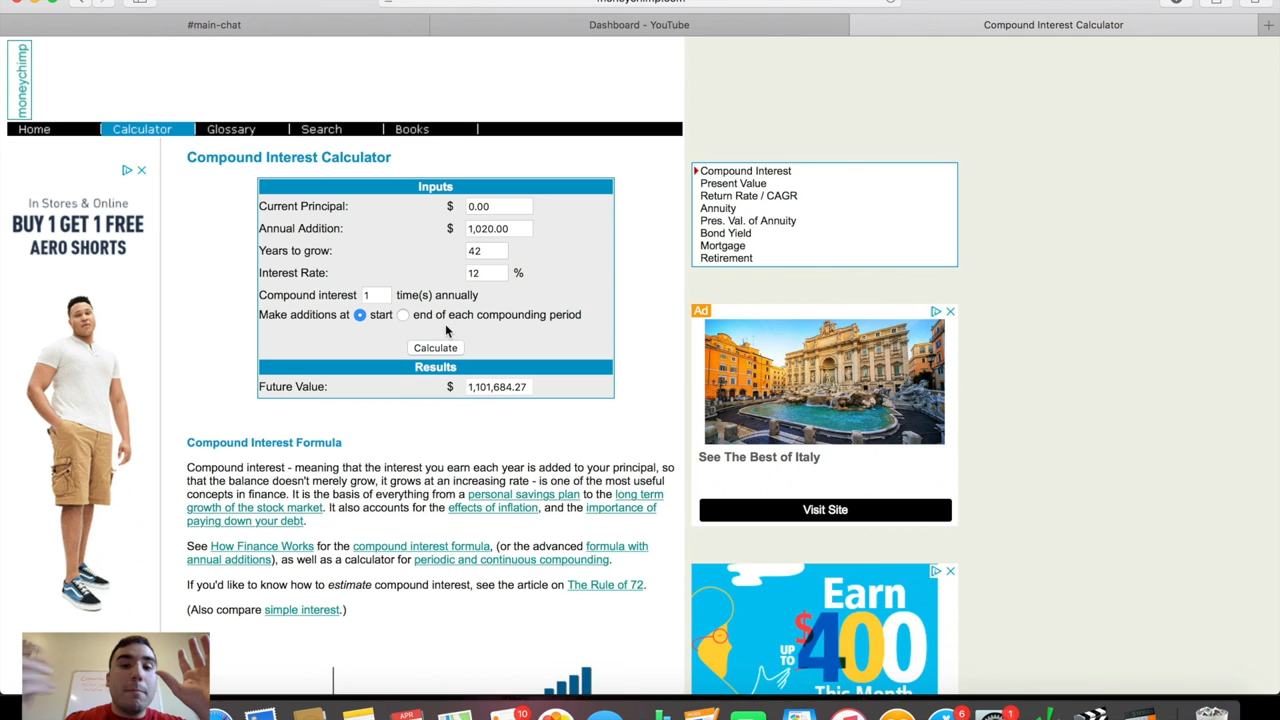 moneychimp.com
#main-chat
Dashboard - YouTube
Compound Interest Calculator
moneychimp
Home
Calculator
Glossary
Search
Books
In Stores & Online
BUY 1 GET 1 FREE
AERO SHORTS
Compound Interest Calculator
Inputs
Current Principal: $ 0.00
Annual Addition: $ 1,020.00
Years to grow: 42
Interest Rate: 12 %
Compound interest 1 time(s) annually
Make additions at start end of each compounding period
Calculate
Results
Future Value: $ 1,101,684.27
Compound Interest Formula
Compound interest - meaning that the interest you earn each year is added to your principal, so
that the balance doesn't merely grow, it grows at an increasing rate - is one of the most useful
concepts in finance. It is the basis of everything from a personal savings plan to the long term
growth of the stock market. It also accounts for the effects of inflation, and the importance of
paying down your debt.
See How Finance Works for the compound interest formula, (or the advanced formula with
annual additions), as well as a calculator for periodic and continuous compounding.
If you'd like to know how to estimate compound interest, see the article on The Rule of 72.
(Also compare simple interest.)
Compound Interest
Present Value
Return Rate / CAGR
Annuity
Pres. Val. of Annuity
Bond Yield
Mortgage
Retirement
Ad
See The Best of Italy
Visit Site
Earn
UP TO $400
This Month
APR
10
6
1